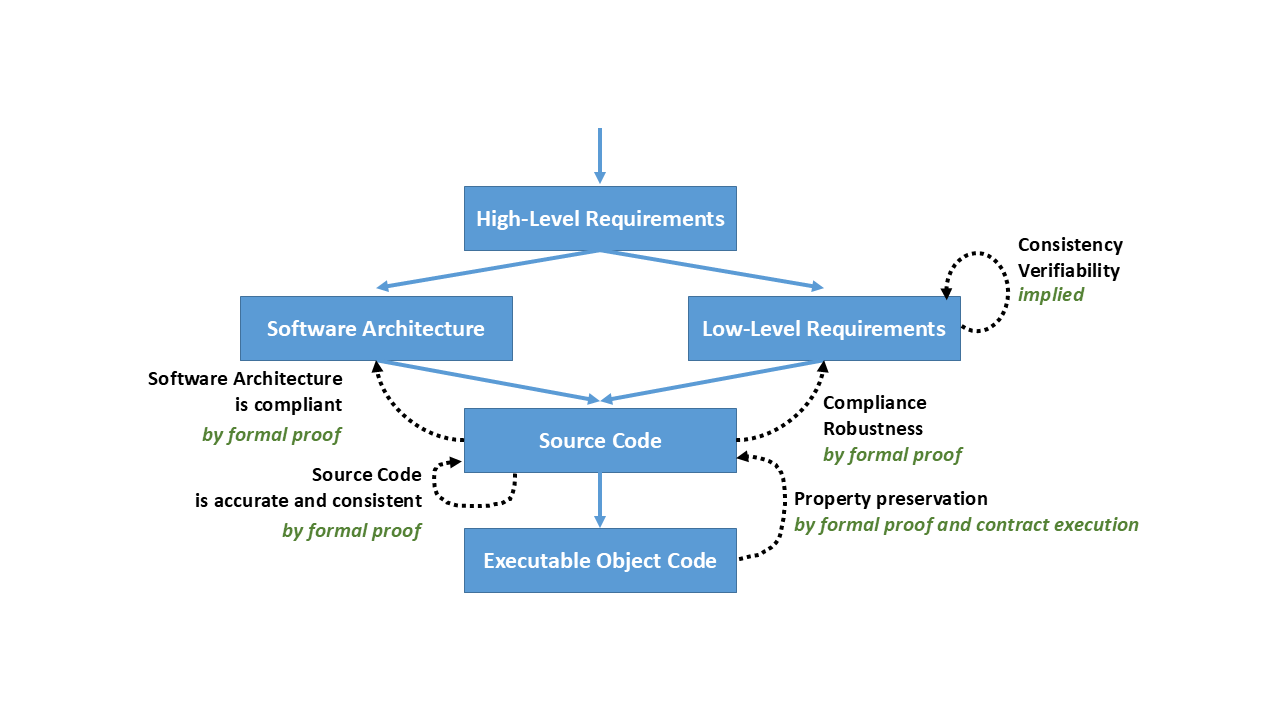 High-Level Requirements
Consistency
Verifiability
implied
Software Architecture
Low-Level Requirements
Software Architecture
is compliant
by formal proof
Compliance
Robustness
by formal proof
Source Code
Source Code
is accurate and consistent
by formal proof
Property preservation
by formal proof and contract execution
Executable Object Code